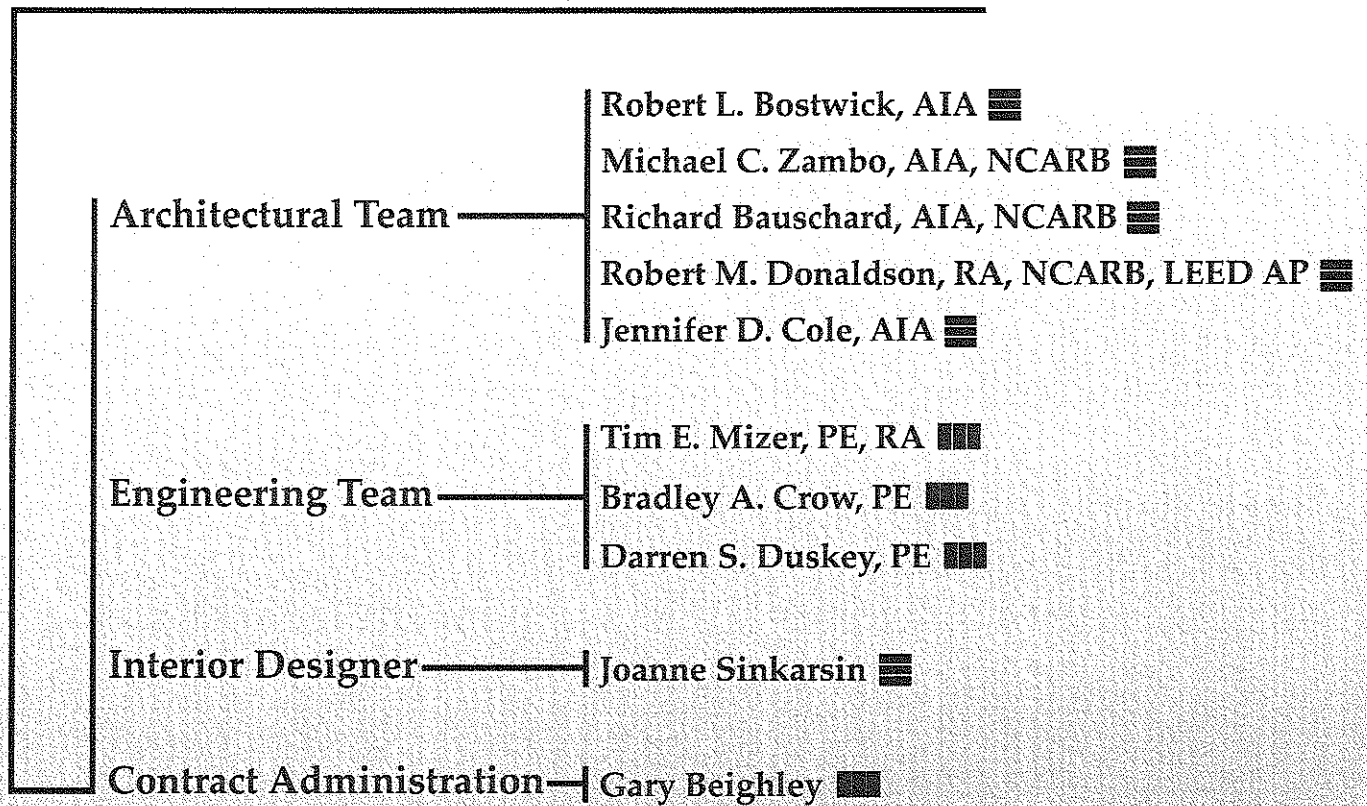 Robert L. Bostwick, AIA
Michael C. Zambo, AIA, NCARB
Architectural Team
Richard Bauschard, AIA, NCARB
Robert M. Donaldson, RA, NCARB, LEED AP
Jennifer D. Cole, AIA
Tim E. Mizer, PE, RA
Engineering Team
Bradley A. Crow, PE
Darren S. Duskey, PE
Interior Designer
Joanne Sinkarsin
Contract Administration
Gary Beighley